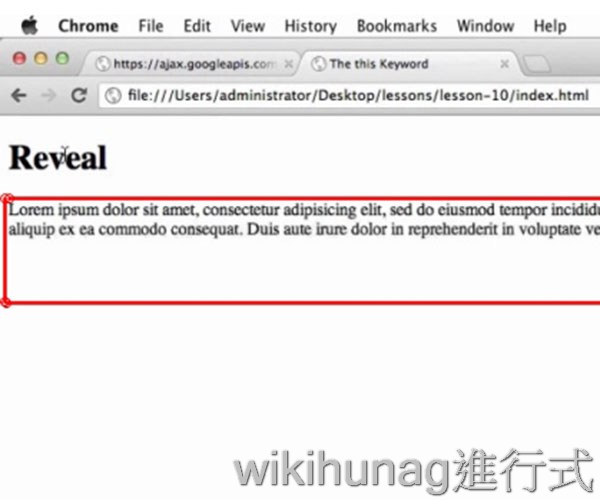 Chrome File Edit View History Bookmarks Window Help
https://ajax.googleapis.com The this Keyword
file:///Users/administrator/Desktop/lessons/lesson-10/index.html
Reveal
Lorem ipsum dolor sit amet, consectetur adipisicing elit, sed do eiusmod tempor incididu
aliquip ex ea commodo consequat. Duis aute irure dolor in reprehenderit in voluptate ve
wikihunag進行式